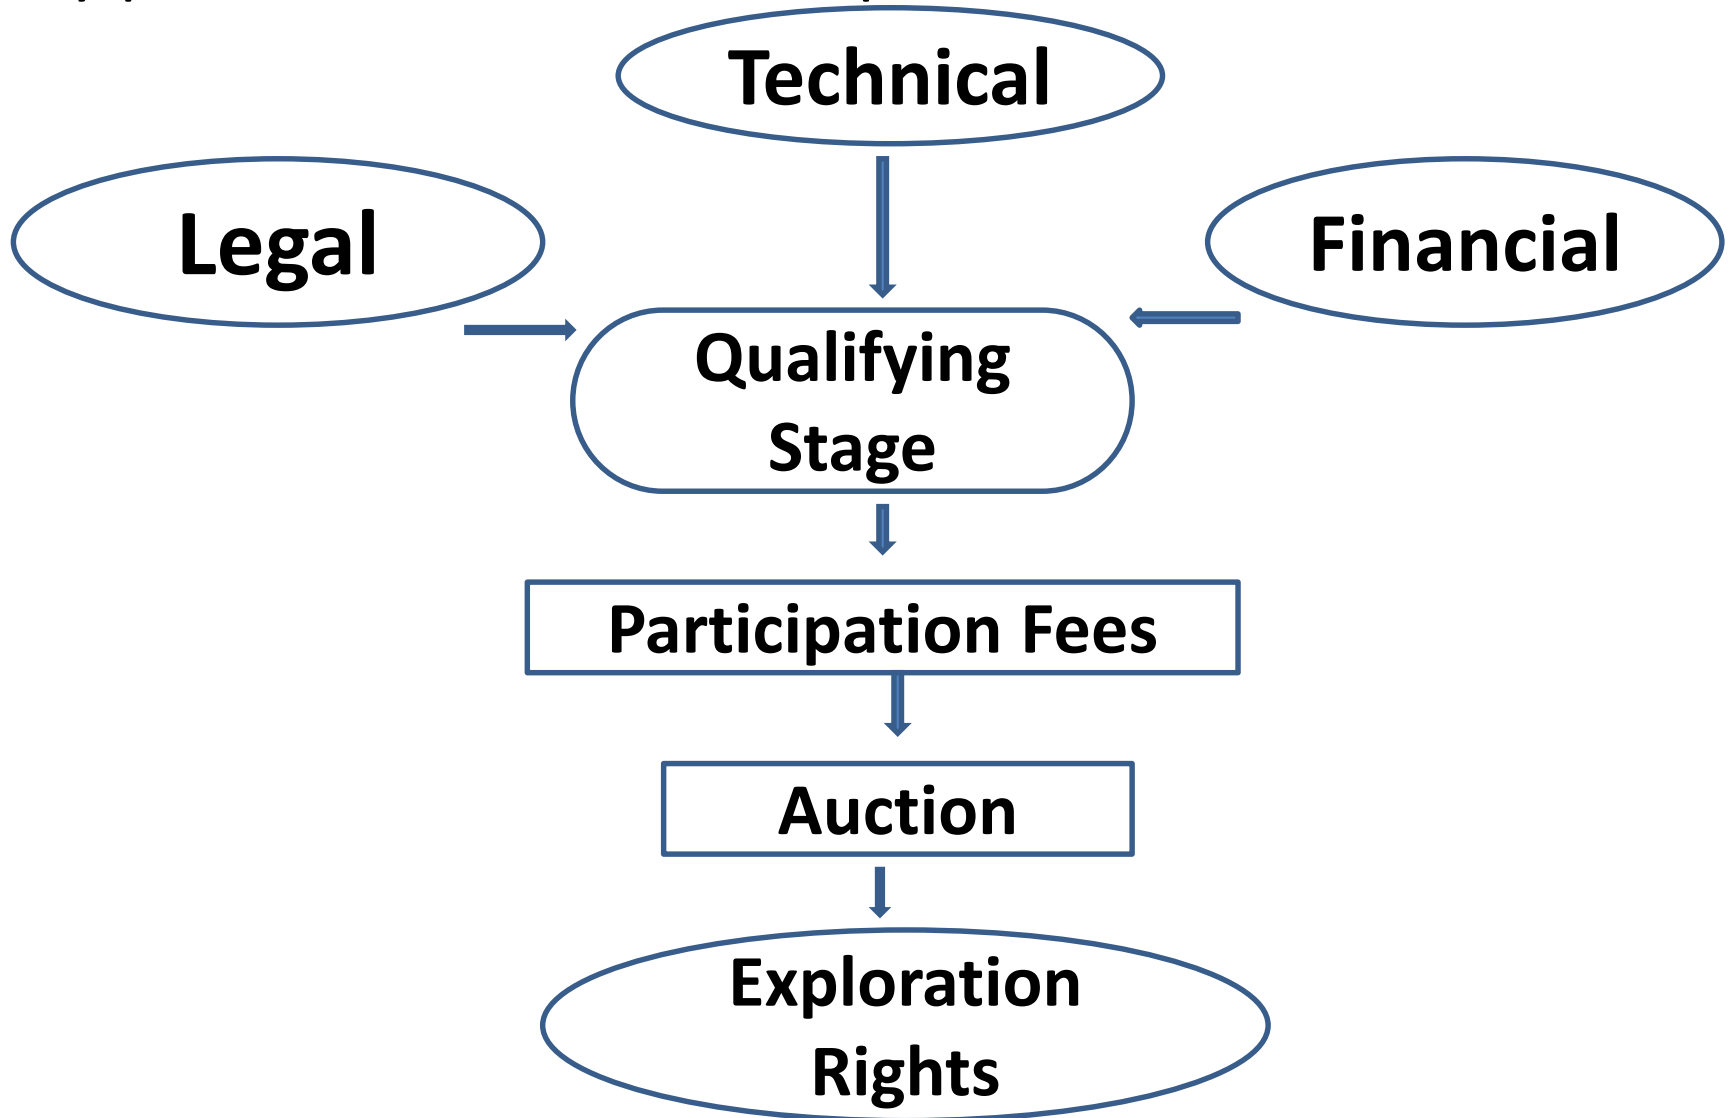 Technical
Legal
Financial
Qualifying
Stage
Participation Fees
Auction
Exploration
Rights